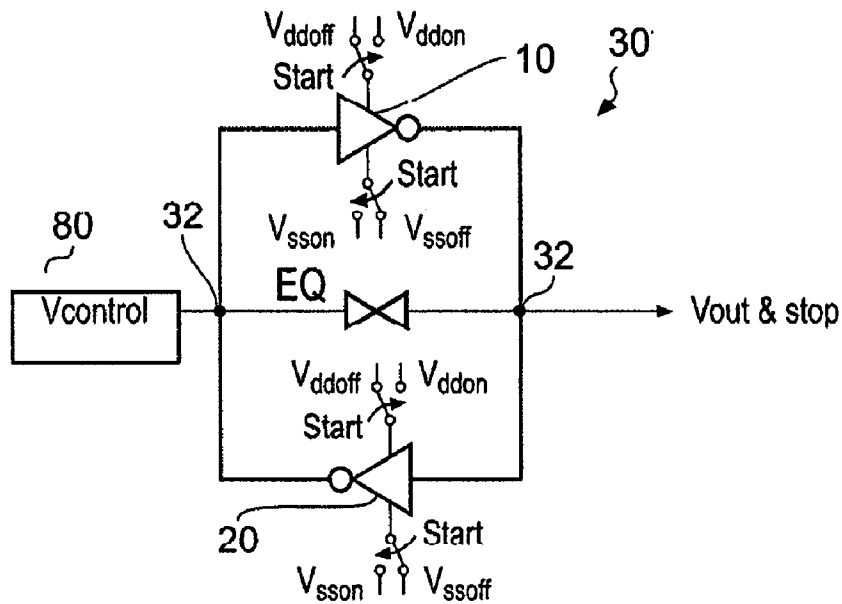 Vddoff Vddon
30
Start
10
Start
Vsson Vssoff
80
32
EQ
32
Vcontrol
Vout & stop
Vddoff Vddon
Start
20
Start
Vsson Vssoff